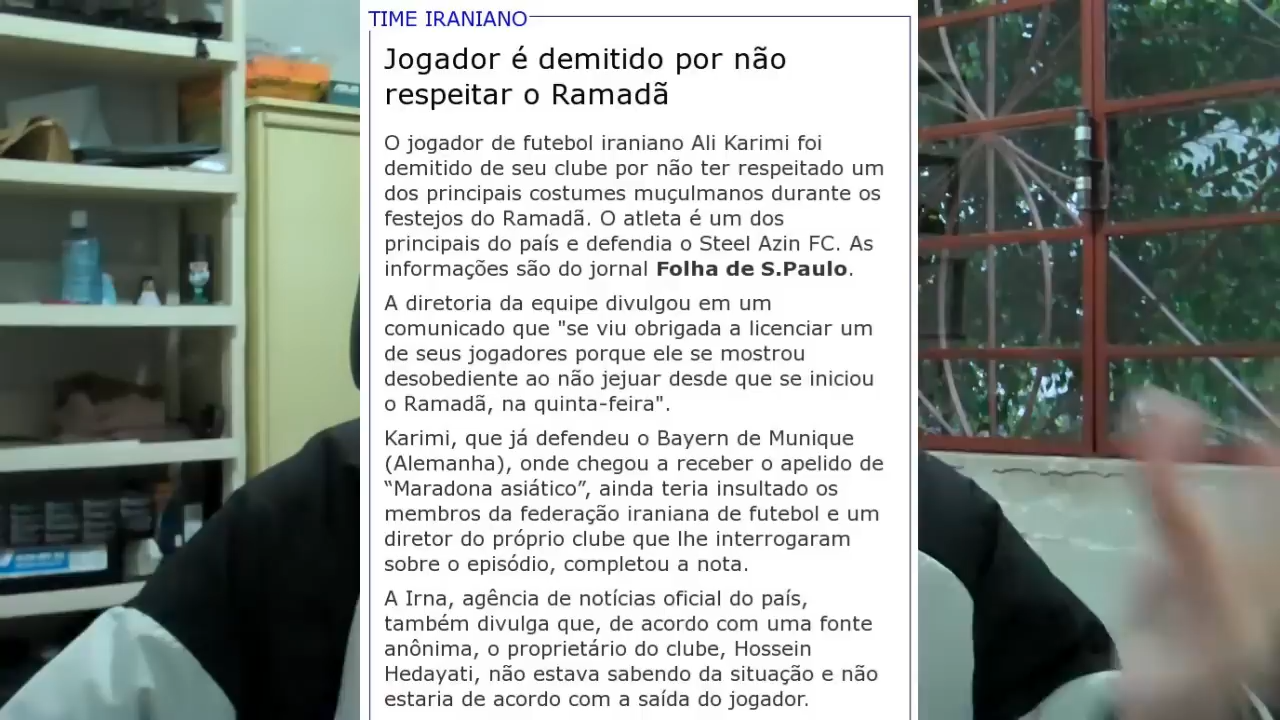 TIME IRANIANO
Jogador é demitido por não
respeitar o Ramadã
O jogador de futebol iraniano Ali Karimi foi
demitido de seu clube por não ter respeitado um
dos principais costumes muçulmanos durante os
festejos do Ramadã. O atleta é um dos
principais do país e defendia o Steel Azin FC. As
informações são do jornal Folha de S.Paulo.
A diretoria da equipe divulgou em um
comunicado que "se viu obrigada a licenciar um
de seus jogadores porque ele se mostrou
desobediente ao não jejuar desde que se iniciou
o Ramadã, na quinta-feira".
Karimi, que já defendeu o Bayern de Munique
(Alemanha), onde chegou a receber o apelido de
“Maradona asiático”, ainda teria insultado os
membros da federação iraniana de futebol e um
diretor do próprio clube que lhe interrogaram
sobre o episódio, completou a nota.
A Irna, agência de notícias oficial do país,
também divulga que, de acordo com uma fonte
anônima, o proprietário do clube, Hossein
Hedayati, não estava sabendo da situação e não
estaria de acordo com a saída do jogador.